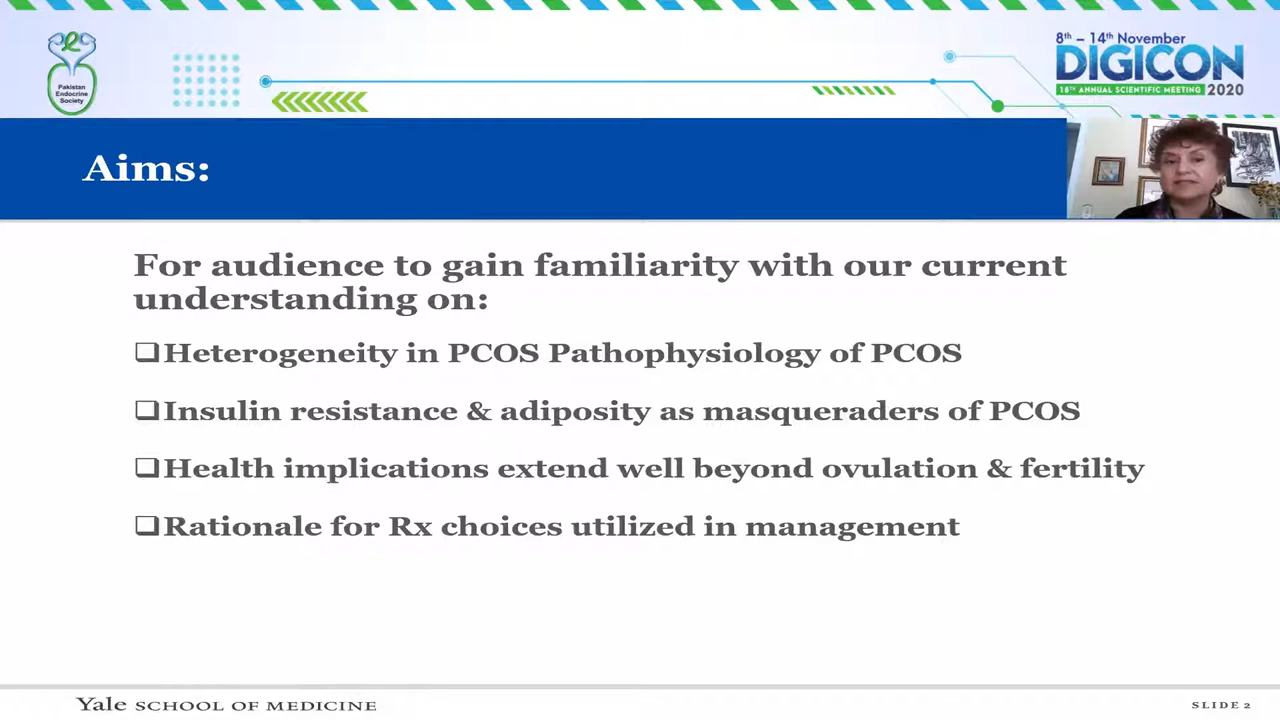 Pakistan
Endocrine
Society
8th – 14th November
DIGICON
16TH ANNUAL SCIENTIFIC MEETING 2020
Aims:
For audience to gain familiarity with our current
understanding on:
❑Heterogeneity in PCOS Pathophysiology of PCOS
❑Insulin resistance & adiposity as masqueraders of PCOS
❑Health implications extend well beyond ovulation & fertility
❑Rationale for Rx choices utilized in management
Yale SCHOOL OF MEDICINE
SLIDE 2